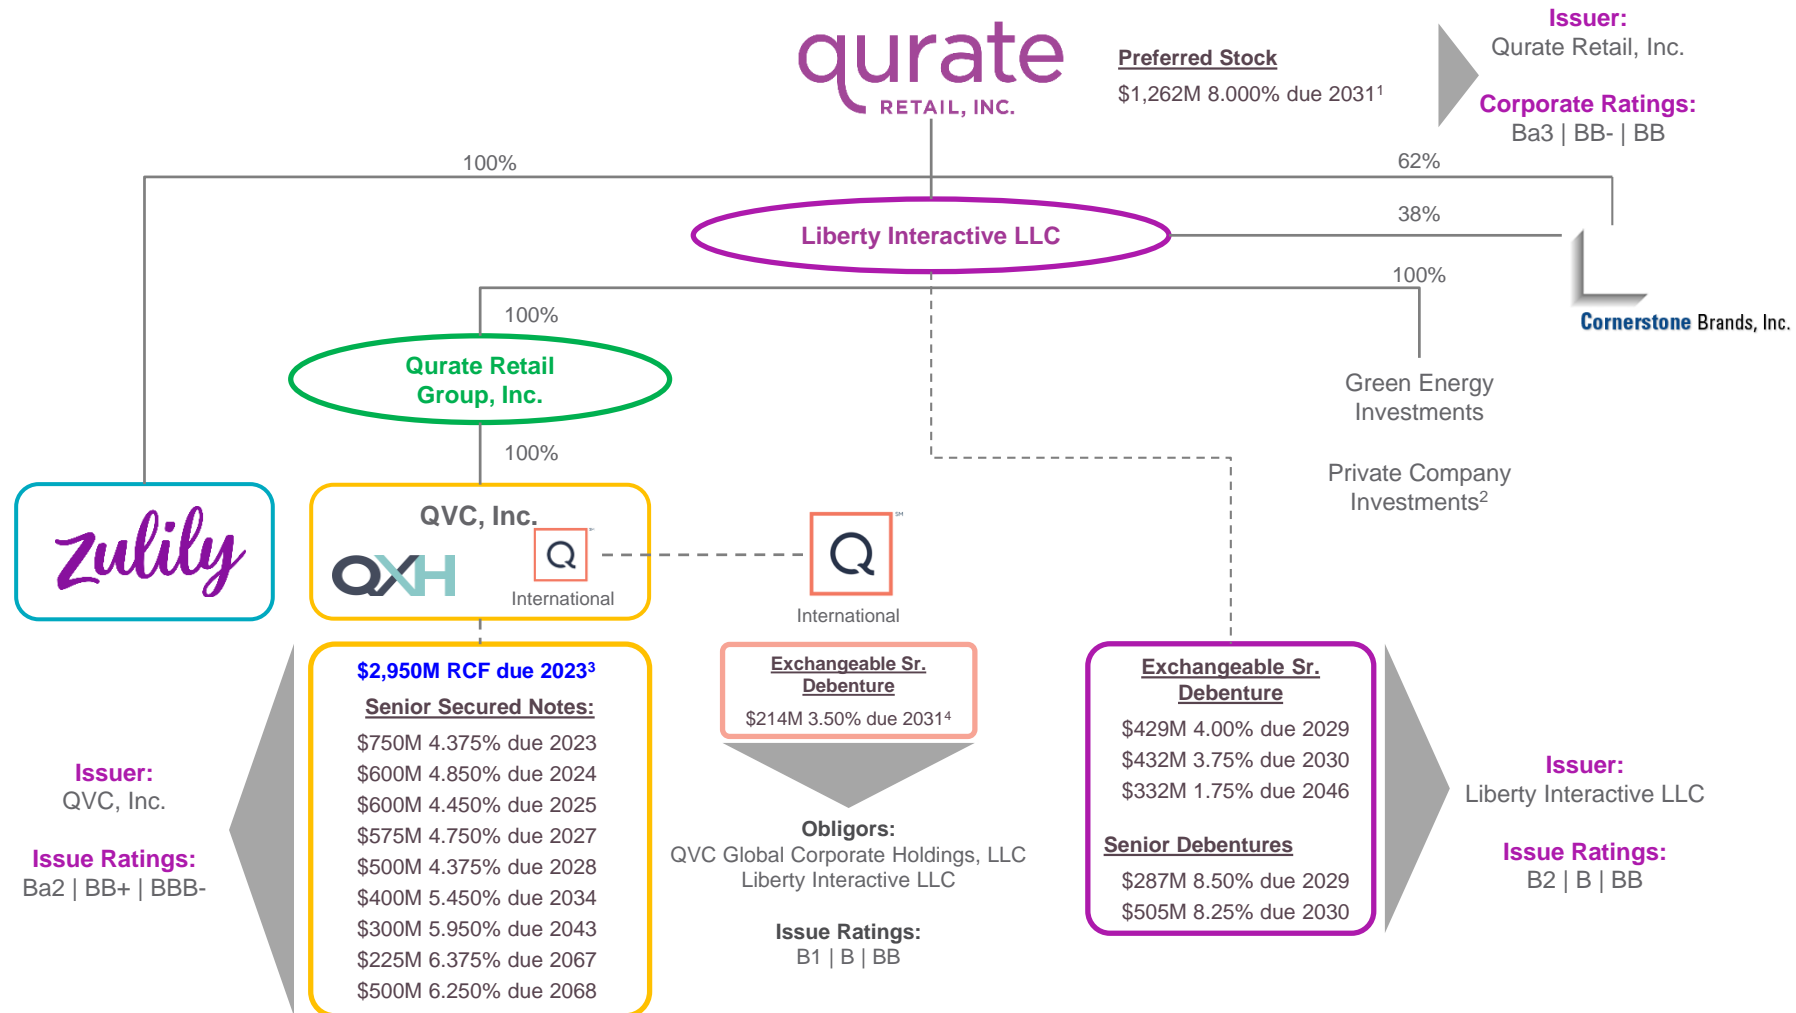 qurate
RETAIL, INC.
Preferred Stock
$1,262M 8.000% due 2031¹
Issuer:
Qurate Retail, Inc.
Corporate Ratings:
Ba3 | BB- | BB
100%
62%
Liberty Interactive LLC
38%
100%
Cornerstone Brands, Inc.
100%
Qurate Retail
Group, Inc.
Green Energy
Investments
Private Company
Investments²
100%
zulily
QVC, Inc.
QXH
Q
International
Q
SM
International
$2,950M RCF due 2023³
Senior Secured Notes:
$750M 4.375% due 2023
$600M 4.850% due 2024
$600M 4.450% due 2025
$575M 4.750% due 2027
$500M 4.375% due 2028
$400M 5.450% due 2034
$300M 5.950% due 2043
$225M 6.375% due 2067
$500M 6.250% due 2068
Issuer:
QVC, Inc.
Issue Ratings:
Ba2 | BB+ | BBB-
Exchangeable Sr.
Debenture
$214M 3.50% due 2031⁴
Obligors:
QVC Global Corporate Holdings, LLC
Liberty Interactive LLC
Issue Ratings:
B1 | B | BB
Exchangeable Sr.
Debenture
$429M 4.00% due 2029
$432M 3.75% due 2030
$332M 1.75% due 2046
Senior Debentures
$287M 8.50% due 2029
$505M 8.25% due 2030
Issuer:
Liberty Interactive LLC
Issue Ratings:
B2 | B | BB